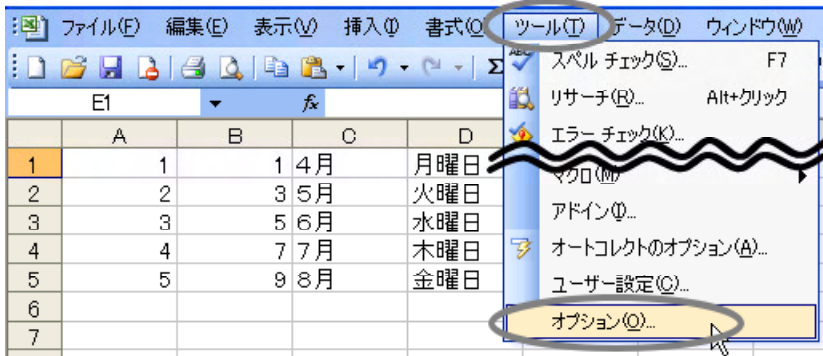 ファイル(F) 編集(E) 表示(V) 挿入(I) 書式(O) ツール(T) データ(D) ウィンドウ(W)
スペル チェック(S)... F7
E1 fx
リサーチ(R)... Alt+クリック
A B C D
エラー チェック(K)...
1 1 1 4月 月曜日
マクロ(M)
2 2 3 5月 火曜日
アドイン(I)...
3 3 5 6月 水曜日
オートコレクトのオプション(A)...
4 4 7 7月 木曜日
ユーザー設定(C)...
5 5 9 8月 金曜日
オプション(O)...
6
7